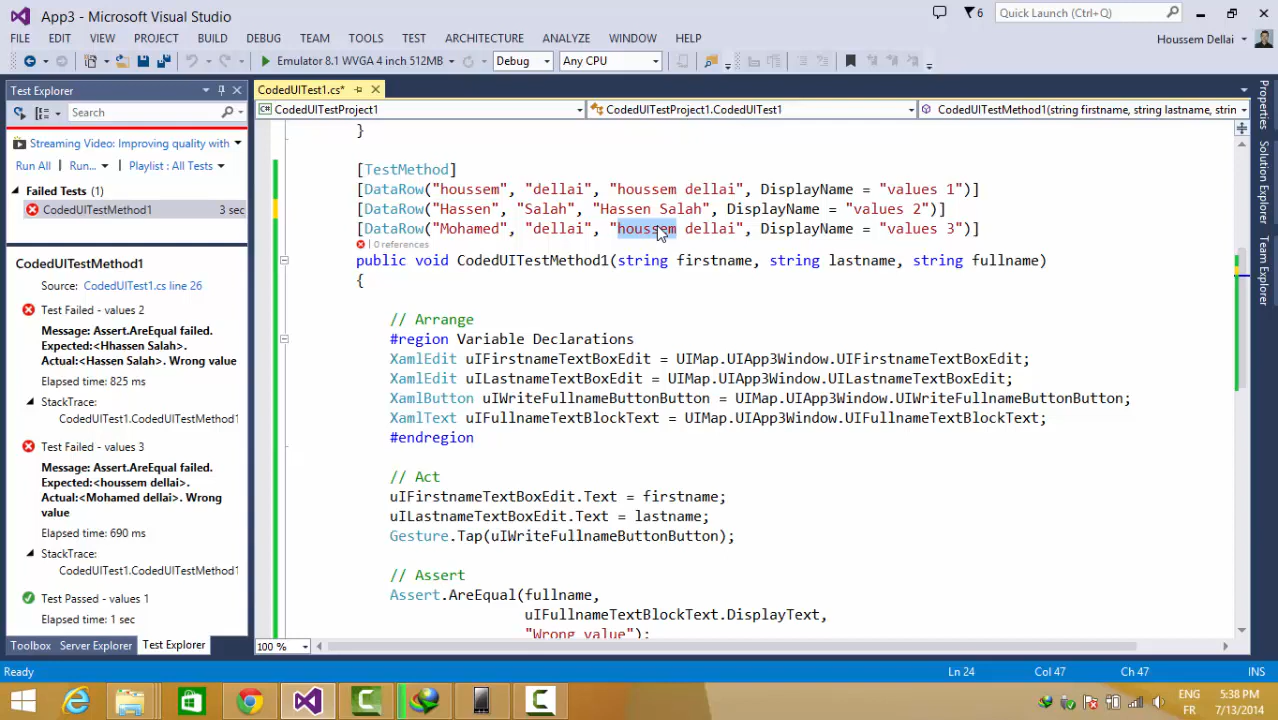 App3 - Microsoft Visual Studio
6
Quick Launch (Ctrl+Q)
FILE EDIT VIEW PROJECT BUILD DEBUG TEAM TOOLS TEST ARCHITECTURE ANALYZE WINDOW HELP
Houssem Dellai
Emulator 8.1 WVGA 4 inch 512MB
Debug
Any CPU
Test Explorer
CodedUITest1.cs*
Search
CodedUITestProject1
CodedUITestProject1.CodedUITest1
CodedUITestMethod1(string firstname, string lastname, strin
Streaming Video: Improving quality with
Run All Run... Playlist : All Tests
Failed Tests (1)
CodedUITestMethod1 3 sec
CodedUITestMethod1
Source: CodedUITest1.cs line 26
Test Failed - values 2
Message: Assert.AreEqual failed.
Expected:<Hhassen Salah>.
Actual:<Hassen Salah>. Wrong value
Elapsed time: 825 ms
StackTrace:
CodedUITest1.CodedUITestMethod1
Test Failed - values 3
Message: Assert.AreEqual failed.
Expected:<houssem dellai>.
Actual:<Mohamed dellai>. Wrong
value
Elapsed time: 690 ms
StackTrace:
CodedUITest1.CodedUITestMethod1
Test Passed - values 1
Elapsed time: 1 sec
Toolbox Server Explorer Test Explorer
}
[TestMethod]
[DataRow("houssem", "dellai", "houssem dellai", DisplayName = "values 1")]
[DataRow("Hassen", "Salah", "Hassen Salah", DisplayName = "values 2")]
[DataRow("Mohamed", "dellai", "houssem dellai", DisplayName = "values 3")]
0 references
public void CodedUITestMethod1(string firstname, string lastname, string fullname)
{
// Arrange
#region Variable Declarations
XamlEdit uIFirstnameTextBoxEdit = UIMap.UIApp3Window.UIFirstnameTextBoxEdit;
XamlEdit uILastnameTextBoxEdit = UIMap.UIApp3Window.UILastnameTextBoxEdit;
XamlButton uIWriteFullnameButtonButton = UIMap.UIApp3Window.UIWriteFullnameButtonButton;
XamlText uIFullnameTextBlockText = UIMap.UIApp3Window.UIFullnameTextBlockText;
#endregion
// Act
uIFirstnameTextBoxEdit.Text = firstname;
uILastnameTextBoxEdit.Text = lastname;
Gesture.Tap(uIWriteFullnameButtonButton);
// Assert
Assert.AreEqual(fullname,
uIFullnameTextBlockText.DisplayText,
"Wrong value");
100 %
Properties
Solution Explorer
Team Explorer
Ready
Ln 24
Col 47
Ch 47
INS
ENG
FR
5:38 PM
7/13/2014